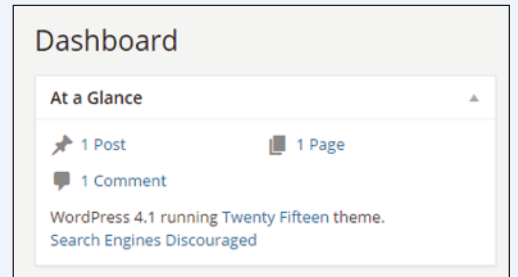 Dashboard
At a Glance
1 Post
1 Page
1 Comment
WordPress 4.1 running Twenty Fifteen theme.
Search Engines Discouraged